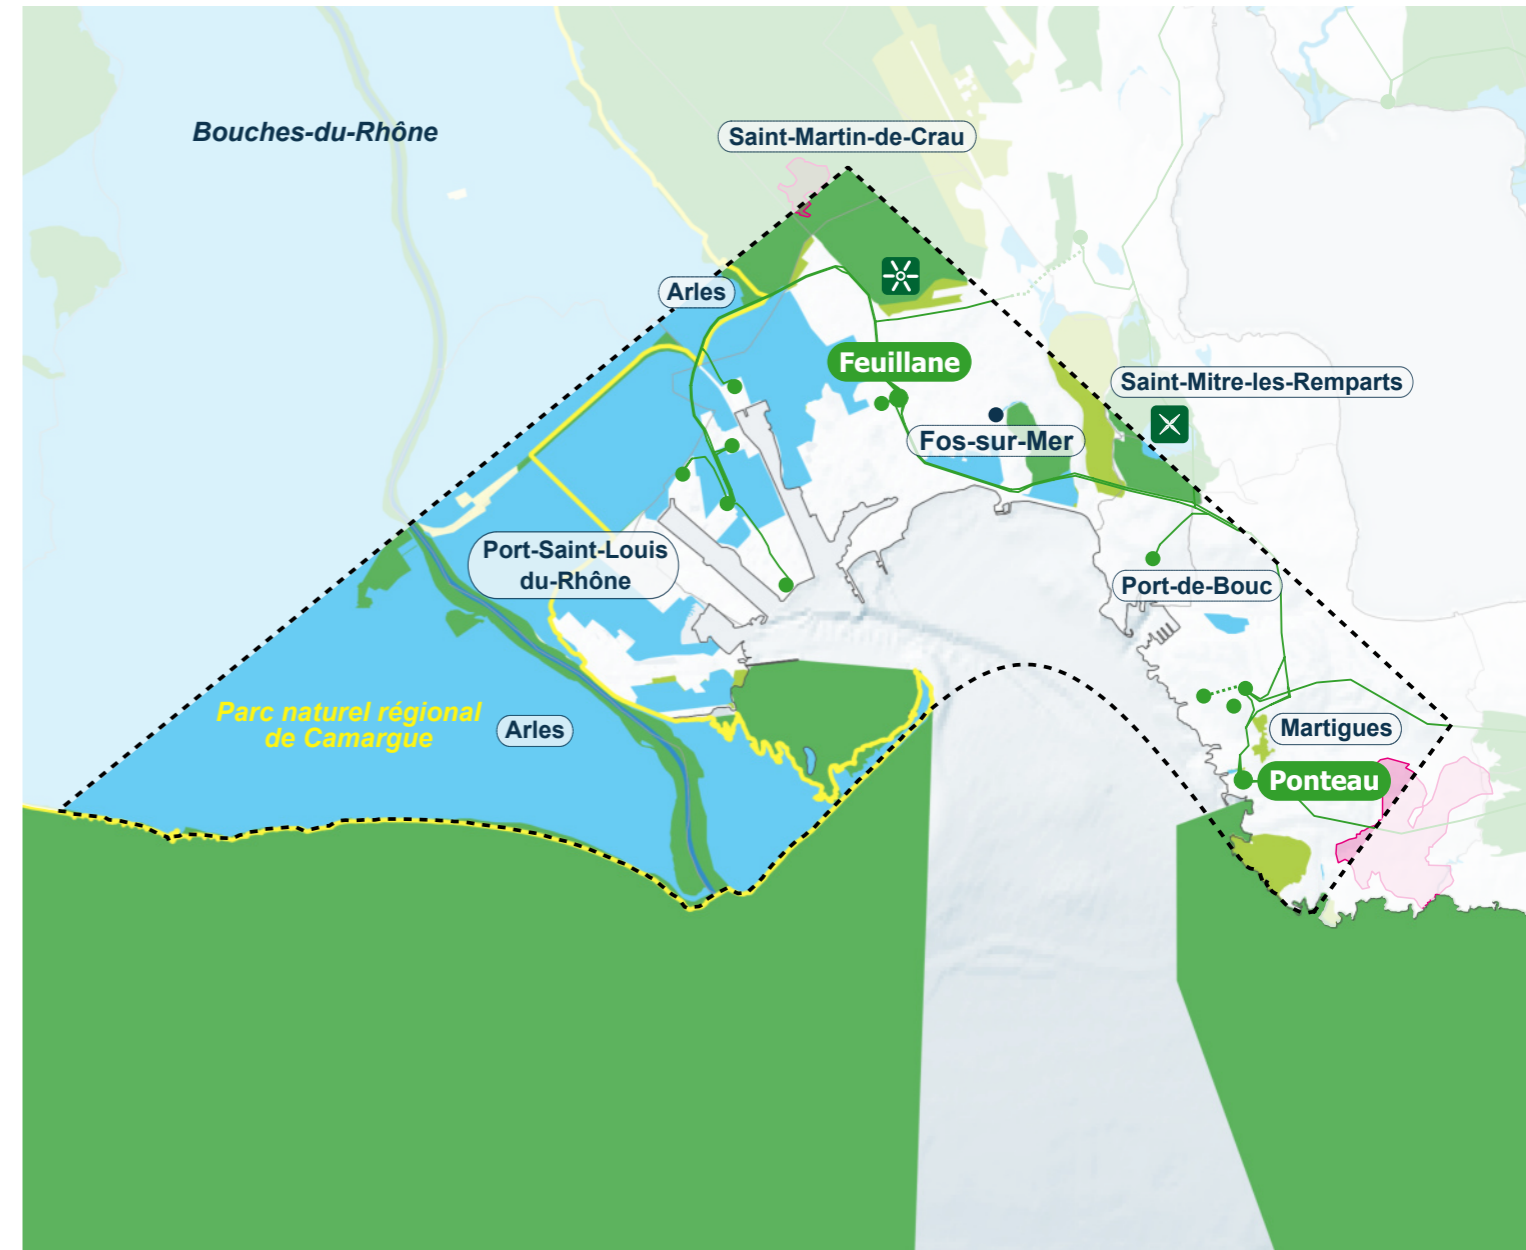 Bouches-du-Rhône
Saint-Martin-de-Crau
Arles
Feuillane
Saint-Mitre-les-Remparts
Fos-sur-Mer
Port-Saint-Louis
du-Rhône
Port-de-Bouc
Parc naturel régional
de Camargue
Arles
Martigues
Ponteau